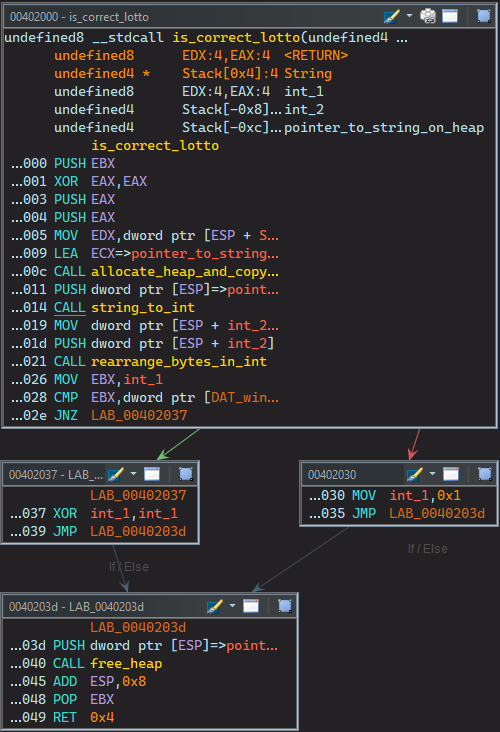 00402000 - is_correct_lotto
undefined8 __stdcall is_correct_lotto(undefined4 ...
undefined8 EDX:4,EAX:4 <RETURN>
undefined4 * Stack[0x4]:4 String
undefined8 EDX:4,EAX:4 int_1
undefined4 Stack[-0x8]... int_2
undefined4 Stack[-0xc]... pointer_to_string_on_heap
is_correct_lotto
...000 PUSH EBX
...001 XOR EAX,EAX
...003 PUSH EAX
...004 PUSH EAX
...005 MOV EDX,dword ptr [ESP + S...
...009 LEA ECX=>pointer_to_string...
...00c CALL allocate_heap_and_copy...
...011 PUSH dword ptr [ESP]=>point...
...014 CALL string_to_int
...019 MOV dword ptr [ESP + int_2...
...01d PUSH dword ptr [ESP + int_2]
...021 CALL rearrange_bytes_in_int
...026 MOV EBX,int_1
...028 CMP EBX,dword ptr [DAT_win...
...02e JNZ LAB_00402037
00402037 - LAB_...
LAB_00402037
...037 XOR int_1,int_1
...039 JMP LAB_0040203d
00402030
...030 MOV int_1,0x1
...035 JMP LAB_0040203d
If / Else
If / Else
0040203d - LAB_0040203d
LAB_0040203d
...03d PUSH dword ptr [ESP]=>point...
...040 CALL free_heap
...045 ADD ESP,0x8
...048 POP EBX
...049 RET 0x4